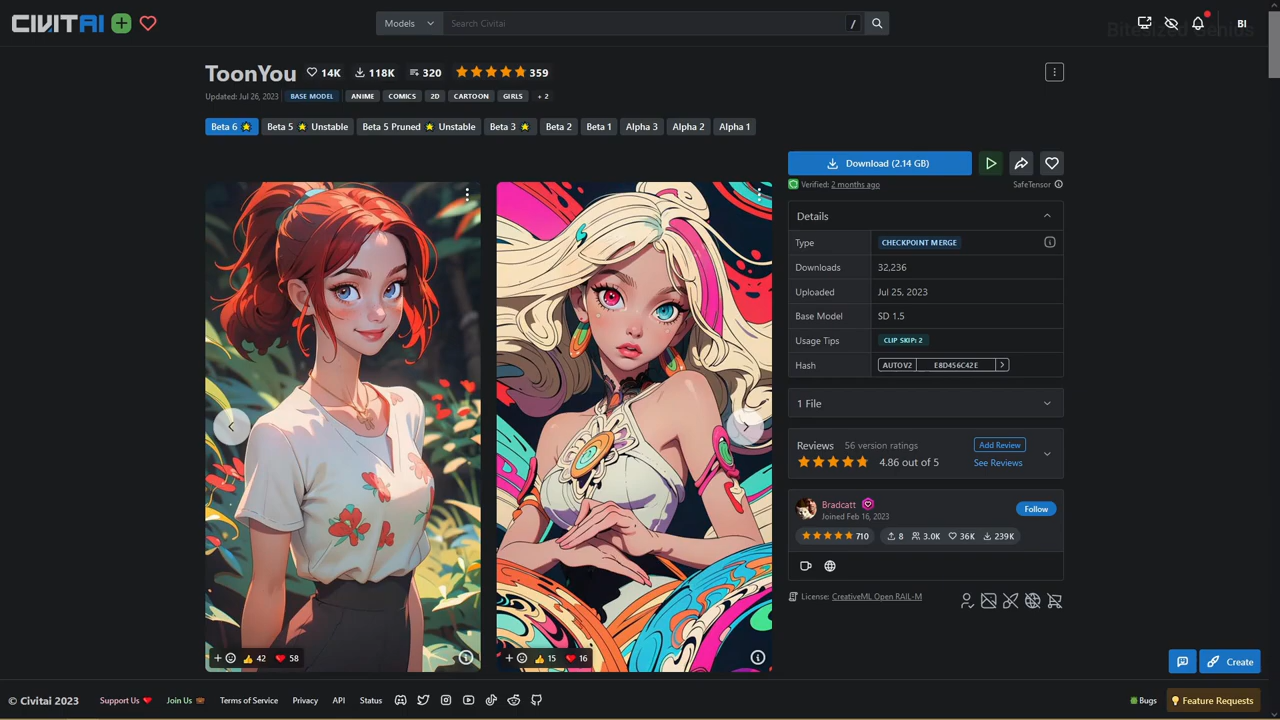 CIVITAI
Models
Search Civitai
/
BI
Bitesized Genius
ToonYou 14K 118K 320 359
Updated: Jul 26, 2023 BASE MODEL ANIME COMICS 2D CARTOON GIRLS + 2
Beta 6 Beta 5 Unstable Beta 5 Pruned Unstable Beta 3 Beta 2 Beta 1 Alpha 3 Alpha 2 Alpha 1
Download (2.14 GB)
Verified: 2 months ago SafeTensor
Details
Type CHECKPOINT MERGE
Downloads 32,236
Uploaded Jul 25, 2023
Base Model SD 1.5
Usage Tips CLIP SKIP: 2
Hash AUTOV2 E8D456C42E
1 File
Reviews 56 version ratings Add Review
4.86 out of 5 See Reviews
Bradcatt
Joined Feb 16, 2023
Follow
710 8 3.0K 36K 239K
License: CreativeML Open RAIL-M
+ 42 58
+ 15 16
Create
© Civitai 2023 Support Us Join Us Terms of Service Privacy API Status Bugs Feature Requests